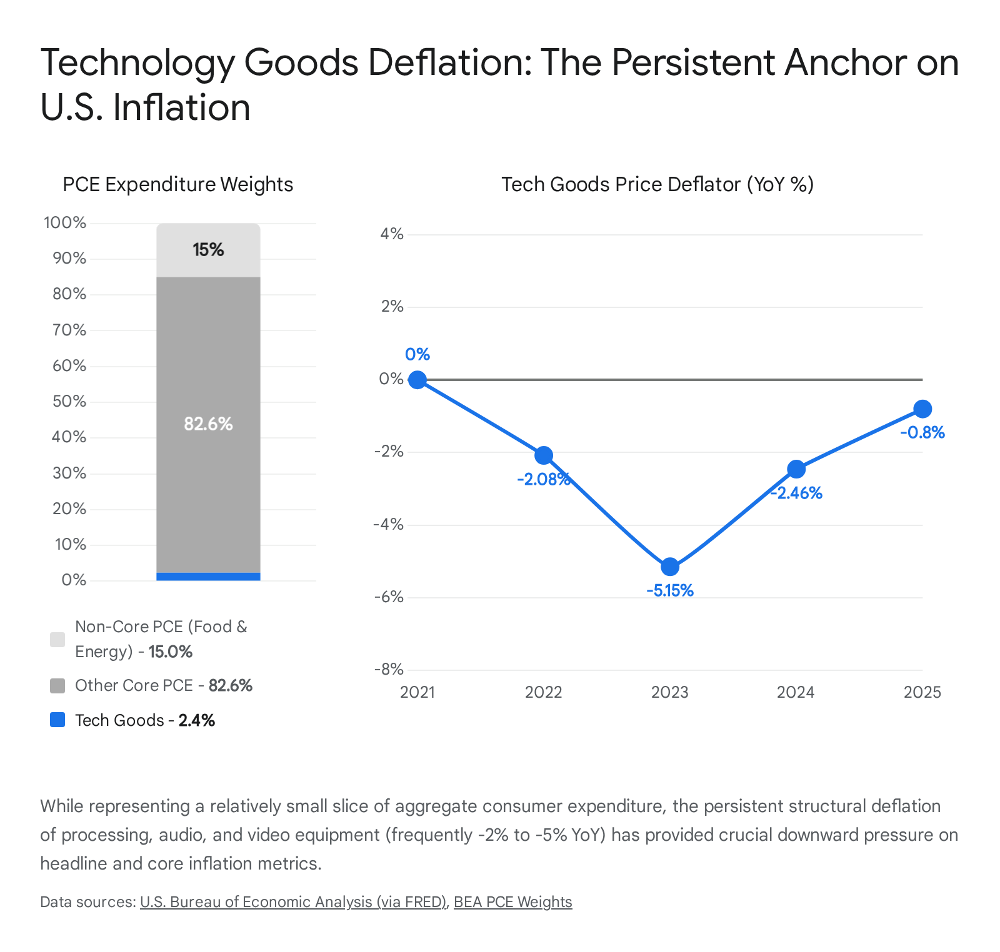 Technology Goods Deflation: The Persistent Anchor on
U.S. Inflation
PCE Expenditure Weights
100%
90%
80%
70%
60%
50%
40%
30%
20%
10%
0%
15%
82.6%
Non-Core PCE (Food &
Energy) - 15.0%
Other Core PCE - 82.6%
Tech Goods - 2.4%
Tech Goods Price Deflator (YoY %)
4%
2%
0%
-2%
-4%
-6%
-8%
0%
-2.08%
-5.15%
-2.46%
-0.8%
2021 2022 2023 2024 2025
While representing a relatively small slice of aggregate consumer expenditure, the persistent structural deflation
of processing, audio, and video equipment (frequently -2% to -5% YoY) has provided crucial downward pressure on
headline and core inflation metrics.
Data sources: U.S. Bureau of Economic Analysis (via FRED), BEA PCE Weights